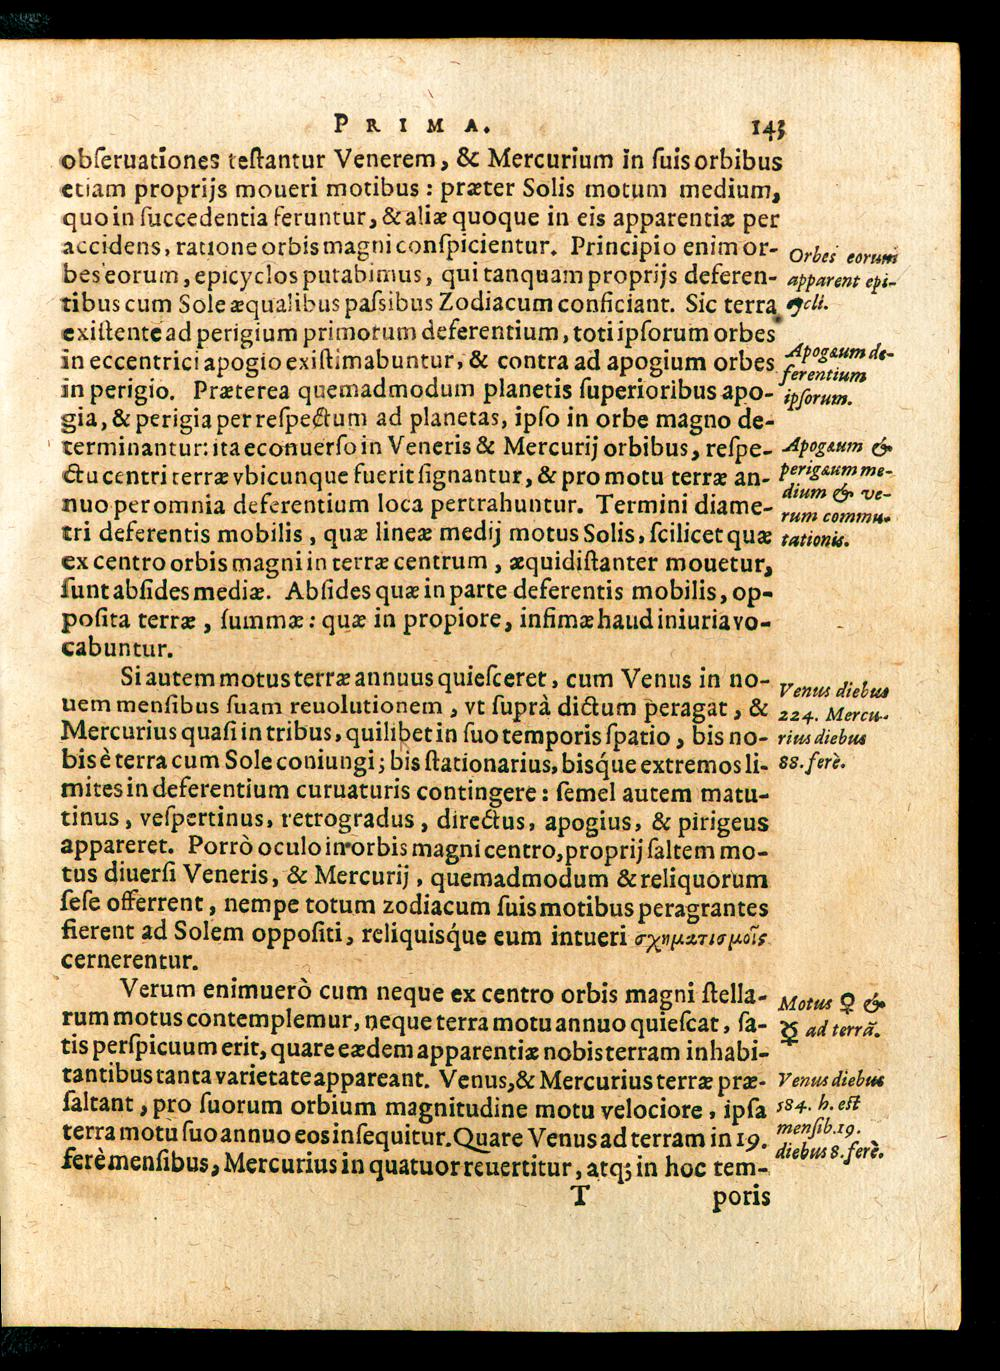 PRIMA. 143
obſeruationes teſtantur Venerem, & Mercurium in ſuis orbibus
etiam proprijs moueri motibus: præter Solis motum medium,
quo in ſuccedentia feruntur, & aliæ quoque in eis apparentiæ per
accidens, ratione orbis magni conſpicientur. Principio enim or-
bes eorum, epicyclos putabimus, qui tanquam proprijs deferen-
tibus cum Sole æqualibus paſsibus Zodiacum conficiant. Sic terra
exiſtente ad perigium primorum deferentium, toti ipſorum orbes
in eccentrici apogio exiſtimabuntur, & contra ad apogium orbes
in perigio. Præterea quemadmodum planetis ſuperioribus apo-
gia, & perigia per reſpectum ad planetas, ipſo in orbe magno de-
terminantur: ita econuerſo in Veneris & Mercurij orbibus, reſpe-
ctu centri terræ vbicunque fuerit ſignantur, & pro motu terræ an-
nuo per omnia deferentium loca pertrahuntur. Termini diame-
tri deferentis mobilis, quæ lineæ medij motus Solis, ſcilicet quæ
ex centro orbis magni in terræ centrum, æquidiſtanter mouetur,
ſunt abſides mediæ. Abſides quæ in parte deferentis mobilis, op-
poſita terræ, ſummæ: quæ in propiore, infimæ haud iniuria vo-
cabuntur.
Si autem motus terræ annuus quieſceret, cum Venus in no-
uem menſibus ſuam reuolutionem, vt ſuprà dictum peragat, &
Mercurius quaſi in tribus, quilibet in ſuo temporis ſpatio, bis no-
bis è terra cum Sole coniungi; bis ſtationarius, bisq́ue extremos li-
mites in deferentium curuaturis contingere: ſemel autem matu-
tinus, veſpertinus, retrogradus, directus, apogius, & pirigeus
appareret. Porrò oculo in orbis magni centro, proprij ſaltem mo-
tus diuerſi Veneris, & Mercurij, quemadmodum & reliquorum
ſeſe offerrent, nempe totum zodiacum ſuis motibus peragrantes
fierent ad Solem oppoſiti, reliquisq́ue eum intueri σχηματισμοῖς
cernerentur.
Verum enimuerò cum neque ex centro orbis magni ſtella-
rum motus contemplemur, neque terra motu annuo quieſcat, ſa-
tis perſpicuum erit, quare eædem apparentiæ nobis terram inhabi-
tantibus tanta varietate appareant. Venus, & Mercurius terræ præ-
ſaltant, pro ſuorum orbium magnitudine motu velociore, ipſa
terra motu ſuo annuo eos inſequitur. Quare Venus ad terram in 19.
ferè menſibus, Mercurius in quatuor reuertitur, atq; in hoc tem-
T poris
Orbes eorum
apparent epi-
cycli.
Apogæum de-
ferentium
ipſorum.
Apogæum &
perigæum me-
dium & ve-
rum commu-
tationis.
Venus diebus
224. Mercu-
rius diebus
88. ferè.
Motus ♀ &
☿ ad terrã.
Venus diebus
584. h. eſt
menſib. 19.
diebus 8. ferè.